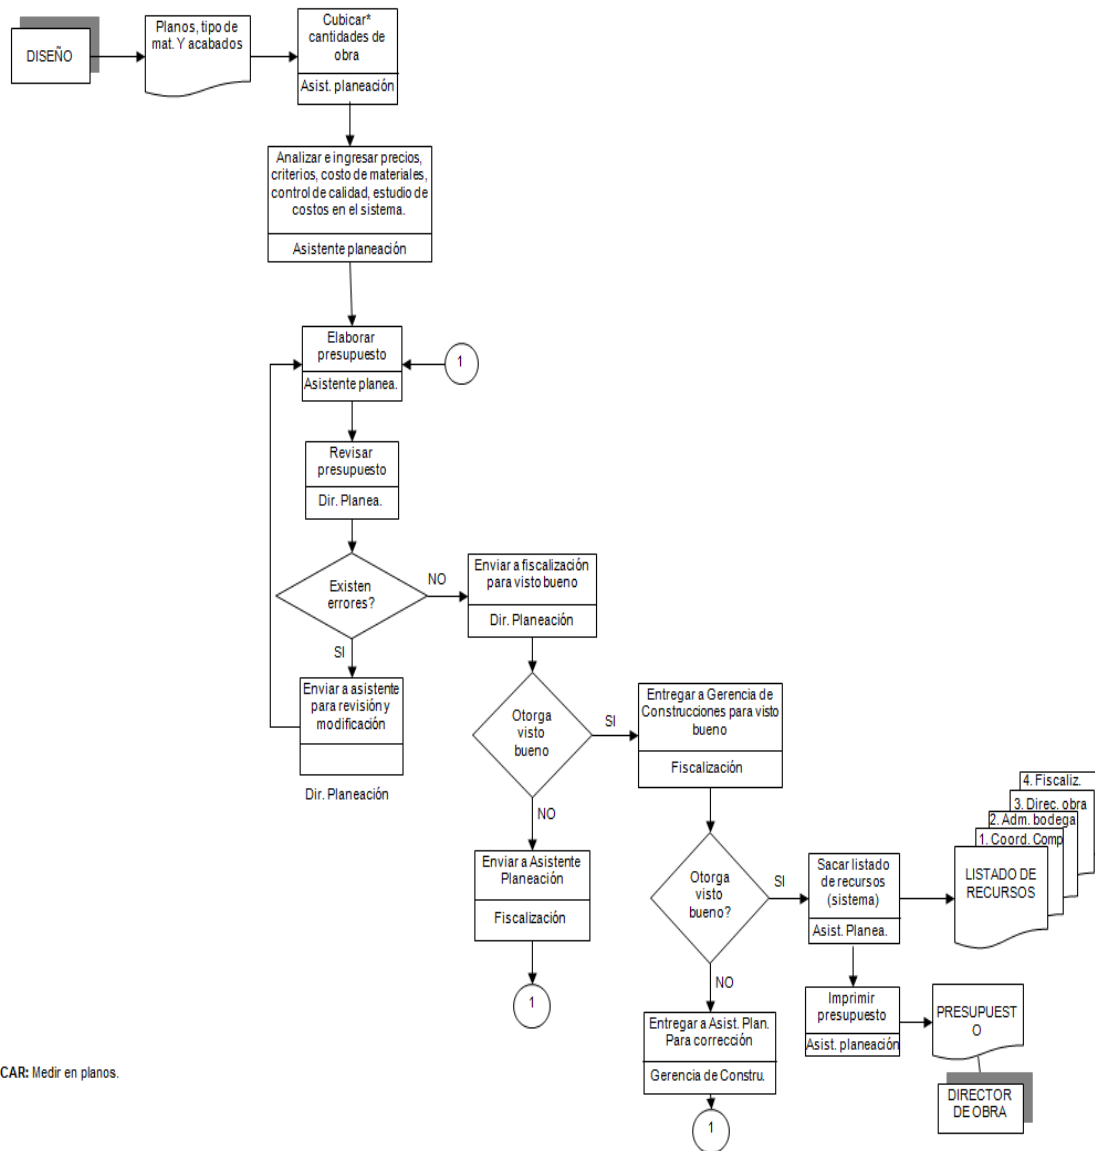 DISEÑO
Planos, tipo de
mat. Y acabados
Cubicar*
cantidades de
obra
Asist. planeación
Analizar e ingresar precios,
criterios, costo de materiales,
control de calidad, estudio de
costos en el sistema.
Asistente planeación
Elaborar
presupuesto
Asistente planea.
1
Revisar
presupuesto
Dir. Planea.
Existen
errores?
NO
SI
Enviar a fiscalización
para visto bueno
Dir. Planeación
Enviar a asistente
para revisión y
modificación
Dir. Planeación
Otorga
visto
bueno
SI
NO
Entregar a Gerencia de
Construcciones para visto
bueno
Fiscalización
Enviar a Asistente
Planeación
Fiscalización
1
Otorga
visto
bueno?
SI
NO
Sacar listado
de recursos
(sistema)
Asist. Planea.
4. Fiscaliz.
3. Direc. obra
2. Adm. bodega
1. Coord. Comp
LISTADO DE
RECURSOS
Imprimir
presupuesto
Asist. planeación
PRESUPUEST
O
DIRECTOR
DE OBRA
Entregar a Asist. Plan.
Para corrección
Gerencia de Constru.
1
CAR: Medir en planos.